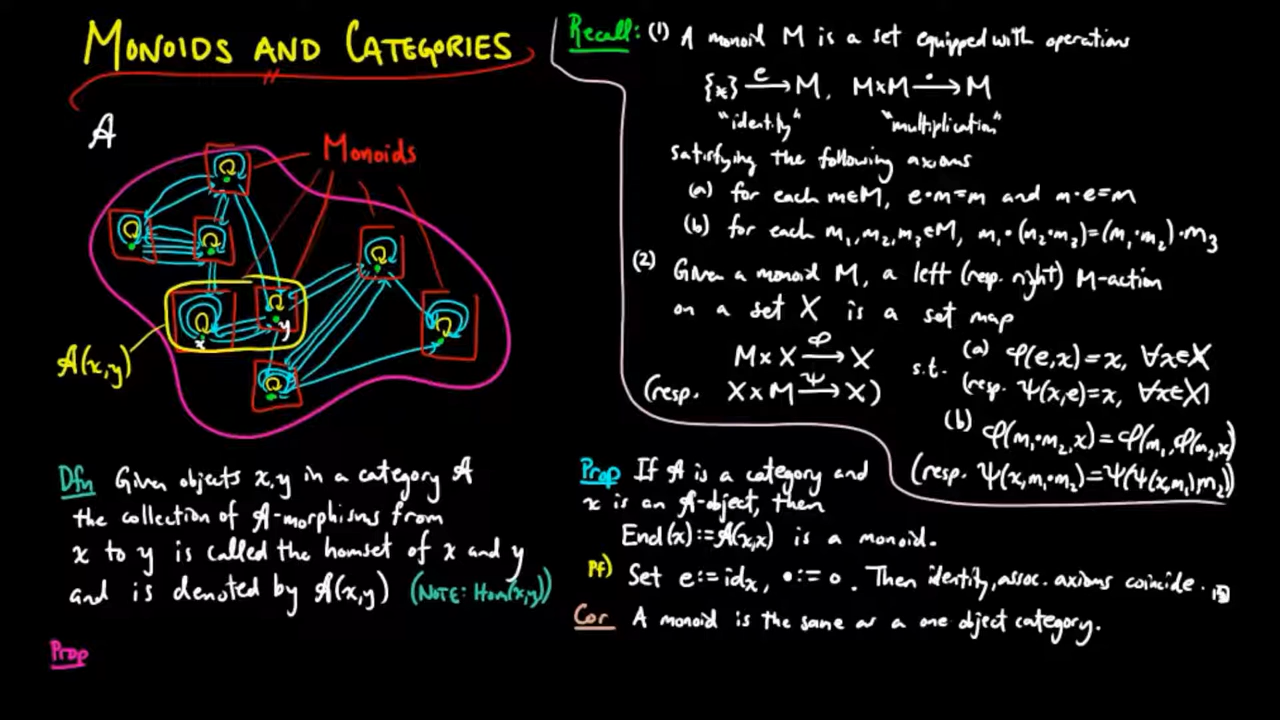 MONOIDS AND CATEGORIES
A
Monoids
x
y
A(x,y)
Dfn Given objects x,y in a category A
the collection of A-morphisms from
x to y is called the homset of x and y
and is denoted by A(x,y) (NOTE: Hom(x,y))
Prop
Recall: (1) A monoid M is a set equipped with operations
{*} —e→ M, M×M —•→ M
"identity" "multiplication"
satisfying the following axioms
(a) for each m∈M, e·m=m and m·e=m
(b) for each m₁,m₂,m₃∈M, m₁·(m₂·m₃)=(m₁·m₂)·m₃
(2) Given a monoid M, a left (resp. right) M-action
on a set X is a set map
M×X —φ→ X
(resp. X×M —Ψ→ X)
s.t. (a) φ(e,x)=x, ∀x∈X
(resp. Ψ(x,e)=x, ∀x∈X)
(b) φ(m₁·m₂,x)=φ(m₁,φ(m₂,x)
(resp. Ψ(x,m₁·m₂)=Ψ(Ψ(x,m₁),m₂))
Prop If A is a category and
x is an A-object, then
End(x):=A(x,x) is a monoid.
Pf) Set e:=idₓ, •:=∘. Then identity, assoc. axioms coincide.
Cor A monoid is the same as a one object category.